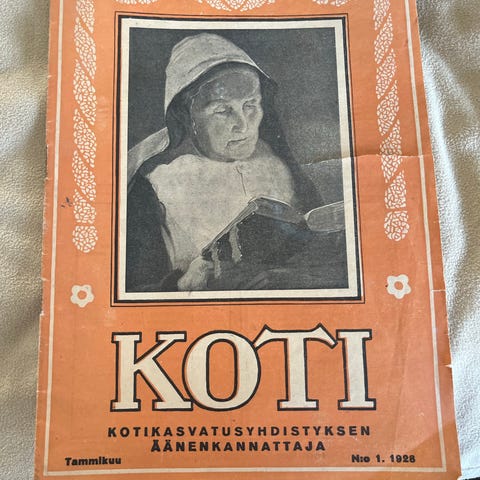 KOTI
KOTIKASVATUSYHDISTYKSEN
ÄÄNENKANNATTAJA
Tammikuu N:o 1. 1928